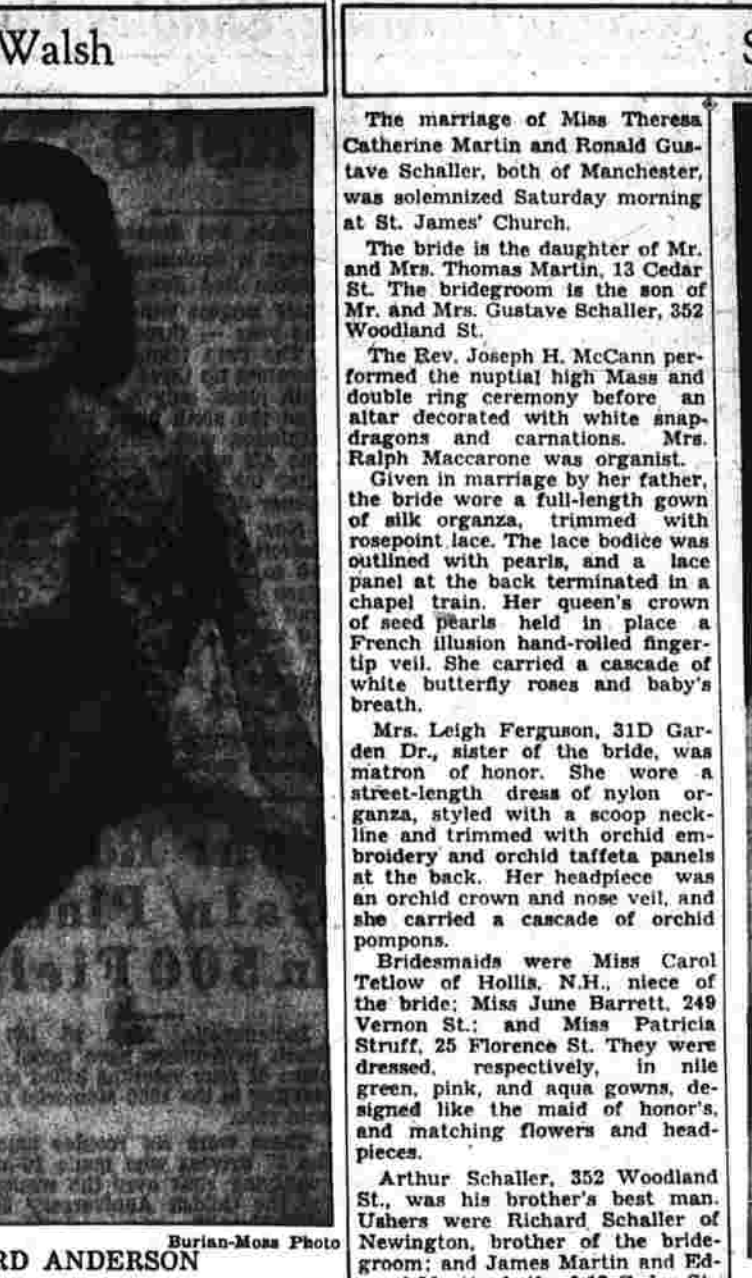 Walsh
Burian-Moss Photo
RD ANDERSON
The marriage of Miss Theresa
Catherine Martin and Ronald Gus-
tave Schaller, both of Manchester,
was solemnized Saturday morning
at St. James' Church.
The bride is the daughter of Mr.
and Mrs. Thomas Martin, 13 Cedar
St. The bridegroom is the son of
Mr. and Mrs. Gustave Schaller, 352
Woodland St.
The Rev. Joseph H. McCann per-
formed the nuptial high Mass and
double ring ceremony before an
altar decorated with white snap-
dragons and carnations. Mrs.
Ralph Maccarone was organist.
Given in marriage by her father,
the bride wore a full-length gown
of silk organza, trimmed with
rosepoint lace. The lace bodice was
outlined with pearls, and a lace
panel at the back terminated in a
chapel train. Her queen's crown
of seed pearls held in place a
French illusion hand-rolled finger-
tip veil. She carried a cascade of
white butterfly roses and baby's
breath.
Mrs. Leigh Ferguson, 31D Gar-
den Dr., sister of the bride, was
matron of honor. She wore a
street-length dress of nylon or-
ganza, styled with a scoop neck-
line and trimmed with orchid em-
broidery and orchid taffeta panels
at the back. Her headpiece was
an orchid crown and nose veil, and
she carried a cascade of orchid
pompons.
Bridesmaids were Miss Carol
Tetlow of Hollis, N.H., niece of
the bride; Miss June Barrett, 249
Vernon St.; and Miss Patricia
Struff, 25 Florence St. They were
dressed, respectively, in nile
green, pink, and aqua gowns, de-
signed like the maid of honor's,
and matching flowers and head-
pieces.
Arthur Schaller, 352 Woodland
St., was his brother's best man.
Ushers were Richard Schaller of
Newington, brother of the bride-
groom; and James Martin and Ed-